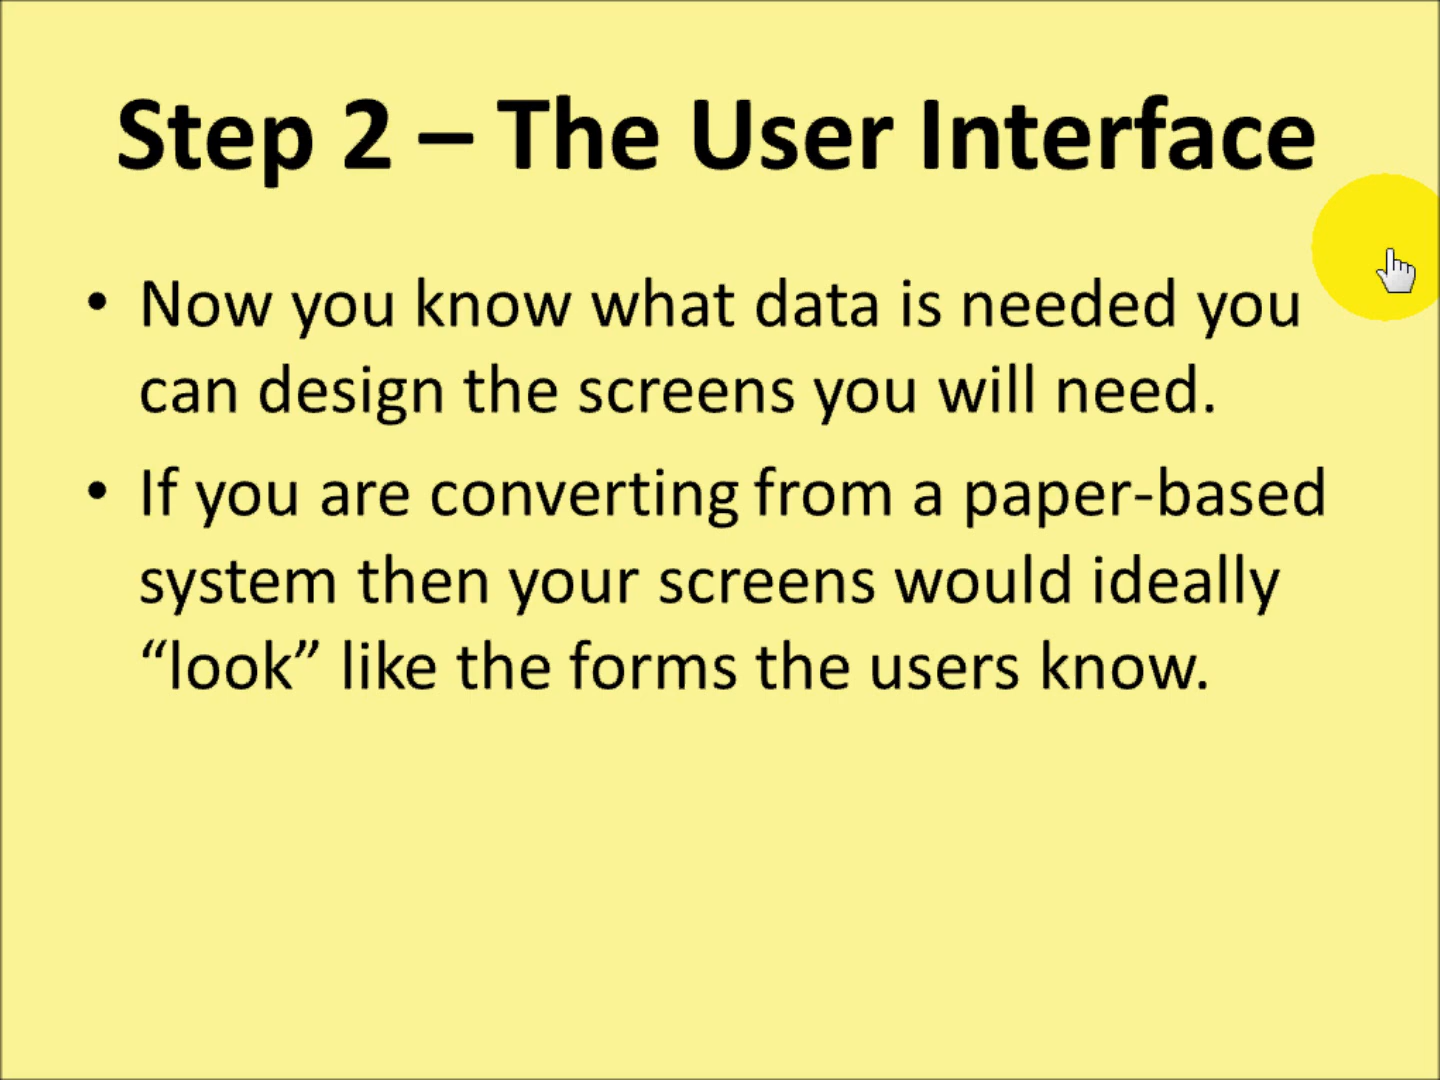 Step 2 – The User Interface
• Now you know what data is needed you
can design the screens you will need.
• If you are converting from a paper-based
system then your screens would ideally
“look” like the forms the users know.